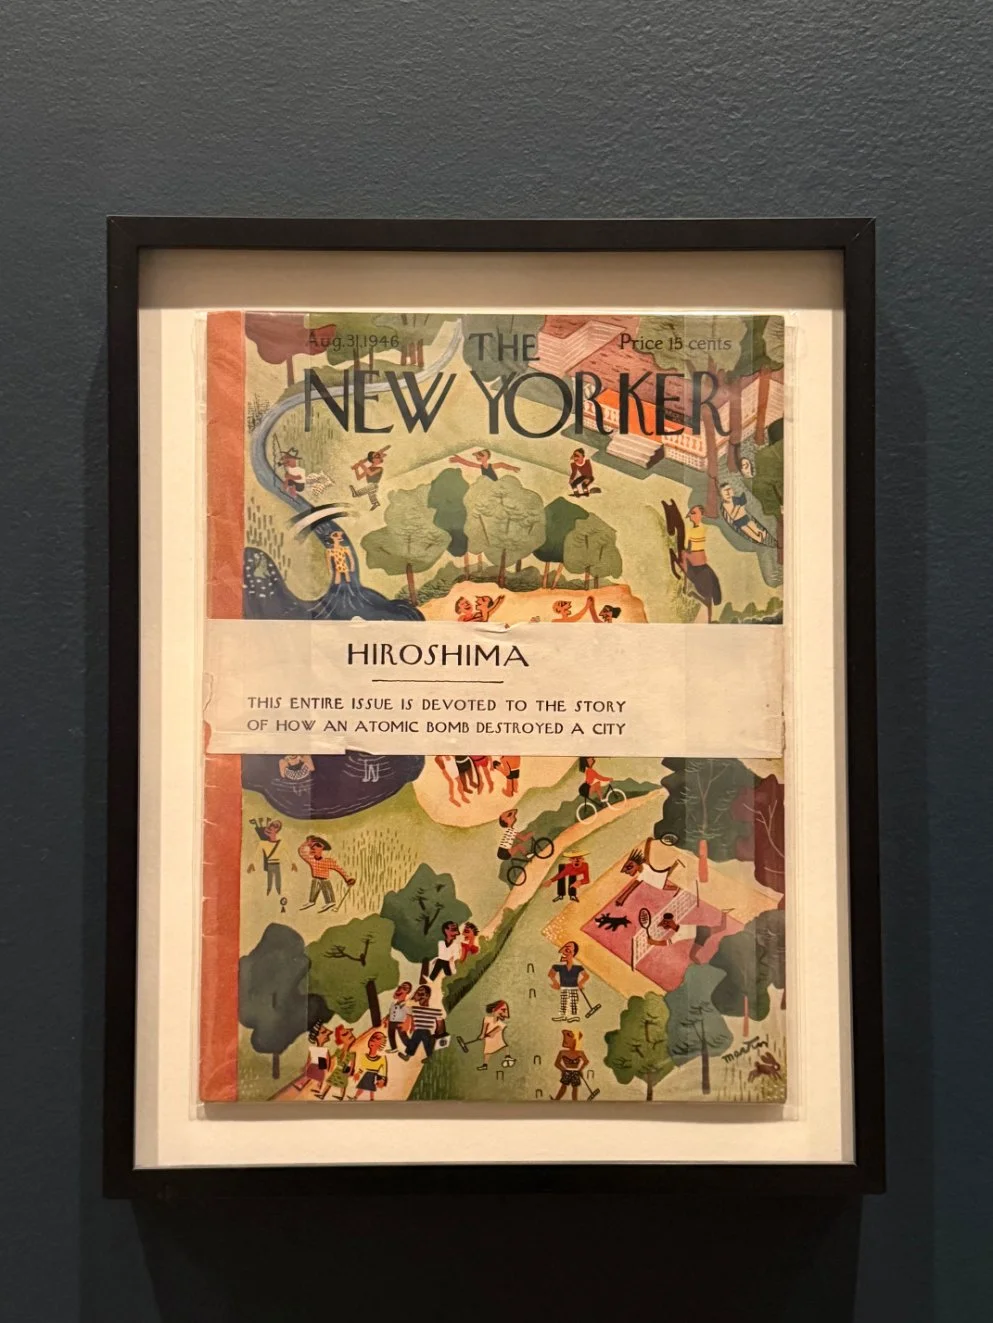 Aug. 31, 1946
THE
Price 15 cents
NEW YORKER
HIROSHIMA
THIS ENTIRE ISSUE IS DEVOTED TO THE STORY
OF HOW AN ATOMIC BOMB DESTROYED A CITY
martin